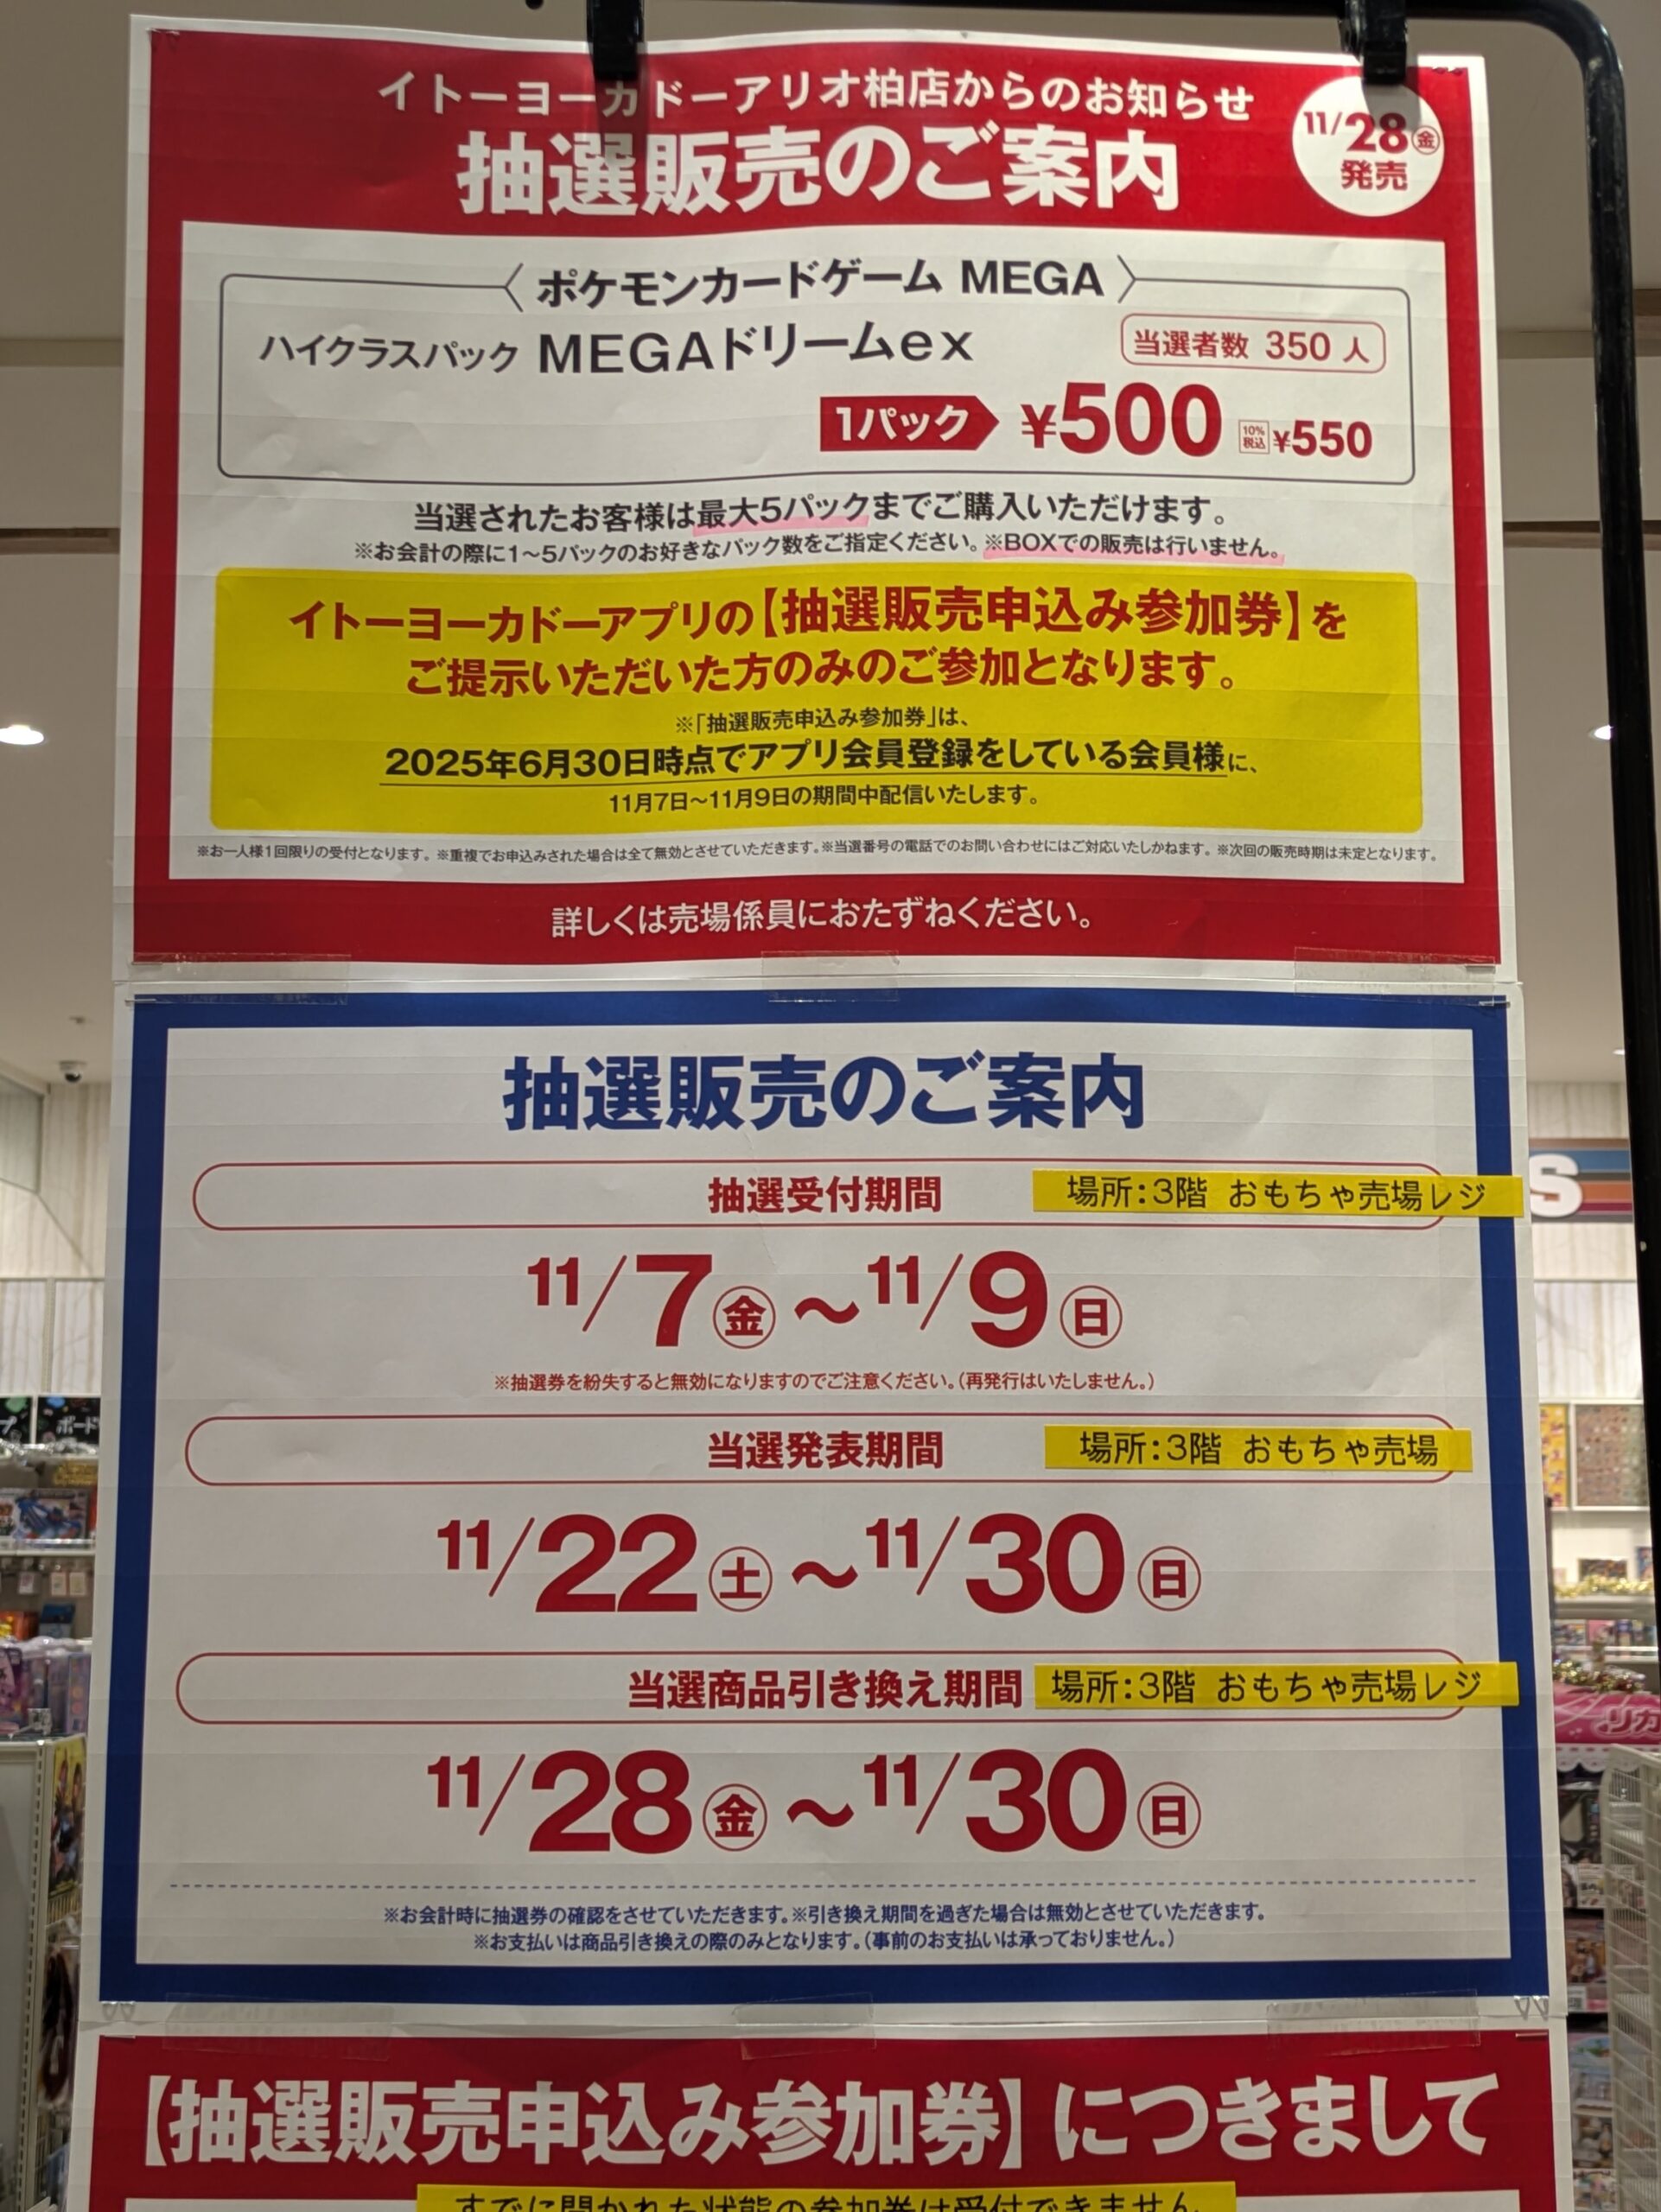 イトーヨーカドーアリオ柏店からのお知らせ
抽選販売のご案内
11/28㊎
発売
ポケモンカードゲーム MEGA
ハイクラスパック MEGAドリームex
当選者数 350 人
1パック ¥500 10%税込 ¥550
当選されたお客様は最大5パックまでご購入いただけます。
※お会計の際に1〜5パックのお好きなパック数をご指定ください。※BOXでの販売は行いません。
イトーヨーカドーアプリの【抽選販売申込み参加券】を
ご提示いただいた方のみのご参加となります。
※「抽選販売申込み参加券」は、
2025年6月30日時点でアプリ会員登録をしている会員様に、
11月7日〜11月9日の期間中配信いたします。
※お一人様1回限りの受付となります。※重複でお申込みされた場合は全て無効とさせていただきます。※当選番号の電話でのお問い合わせにはご対応いたしかねます。※次回の販売時期は未定となります。
詳しくは売場係員におたずねください。
抽選販売のご案内
抽選受付期間 場所:3階 おもちゃ売場レジ
11/7㊎〜11/9㊐
※抽選券を紛失すると無効になりますのでご注意ください。(再発行はいたしません。)
当選発表期間 場所:3階 おもちゃ売場
11/22㊏〜11/30㊐
当選商品引き換え期間 場所:3階 おもちゃ売場レジ
11/28㊎〜11/30㊐
※お会計時に抽選券の確認をさせていただきます。※引き換え期間を過ぎた場合は無効とさせていただきます。
※お支払いは商品引き換えの際のみとなります。(事前のお支払いは承っておりません。)
【抽選販売申込み参加券】につきまして
すでに開かれた状態の参加券は受付できません
S
ボード
リカ